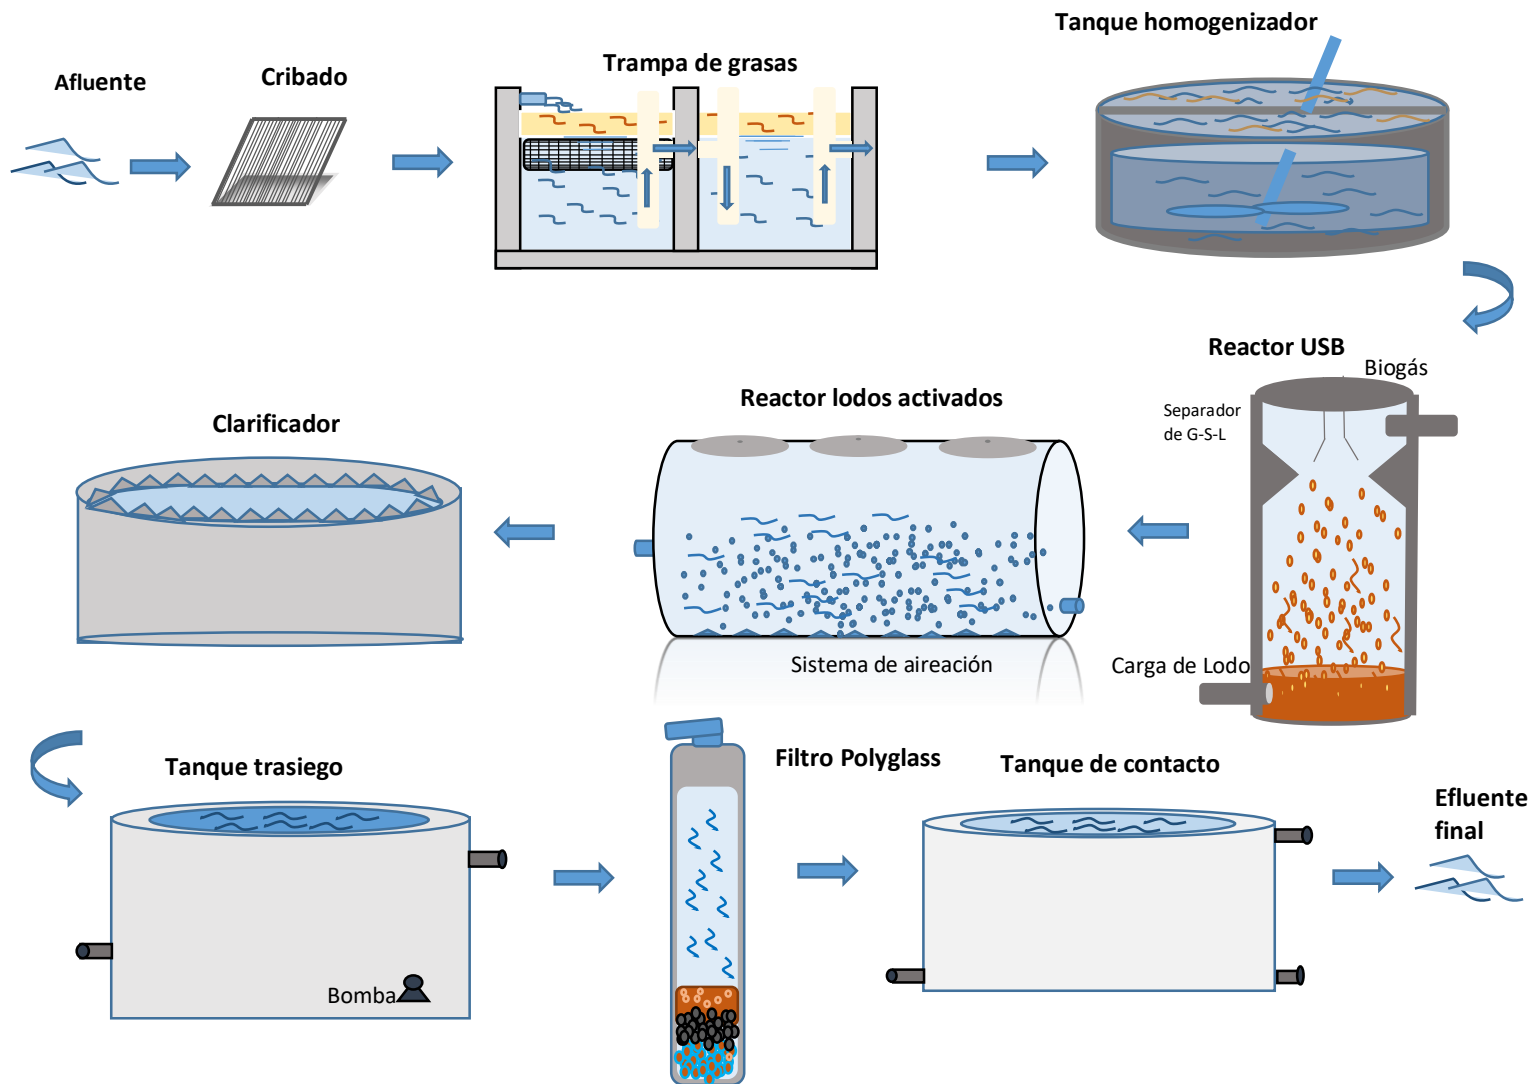 Afluente
Cribado
Trampa de grasas
Tanque homogenizador
Reactor USB
Biogás
Separador
de G-S-L
Reactor lodos activados
Clarificador
Sistema de aireación
Carga de Lodo
Tanque trasiego
Filtro Polyglass
Tanque de contacto
Efluente
final
Bomba